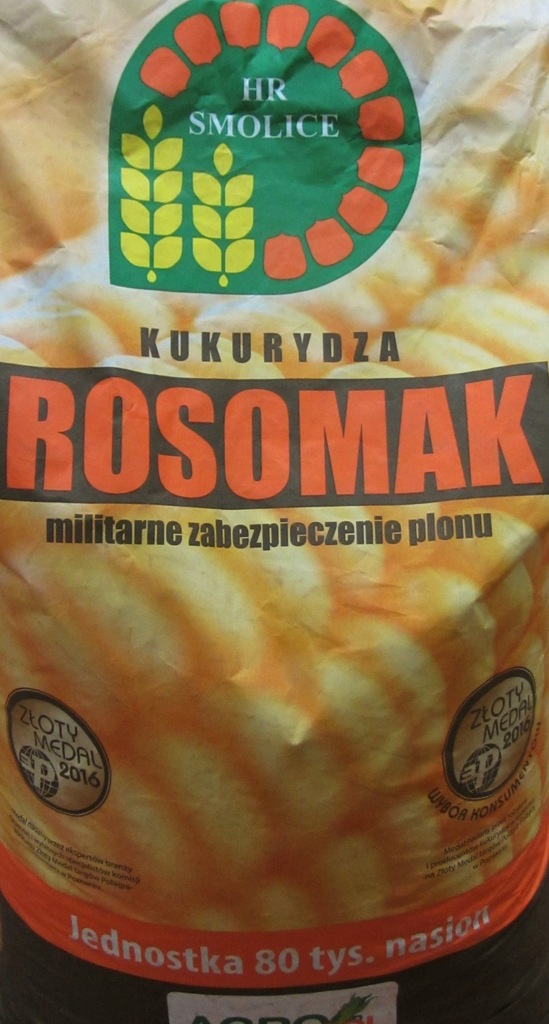 HR
SMOLICE
KUKURYDZA
ROSOMAK
militarne zabezpieczenie plonu
ZŁOTY
MEDAL
2016
ZŁOTY
MEDAL
2016
WYBÓR KONSUMENTÓW
Jednostka 80 tys. nasion
AGRO